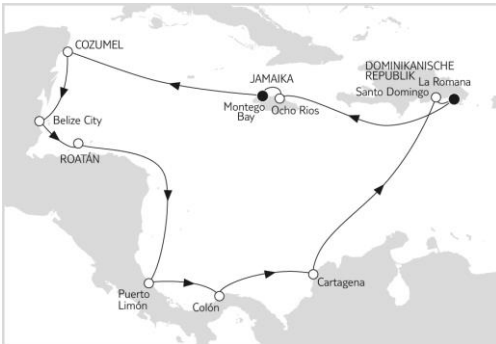 COZUMEL
DOMINIKANISCHE
REPUBLIK
La Romana
Santo Domingo
JAMAIKA
Montego
Bay
Ocho Rios
Belize City
ROATÁN
Puerto
Limón
Colón
Cartagena